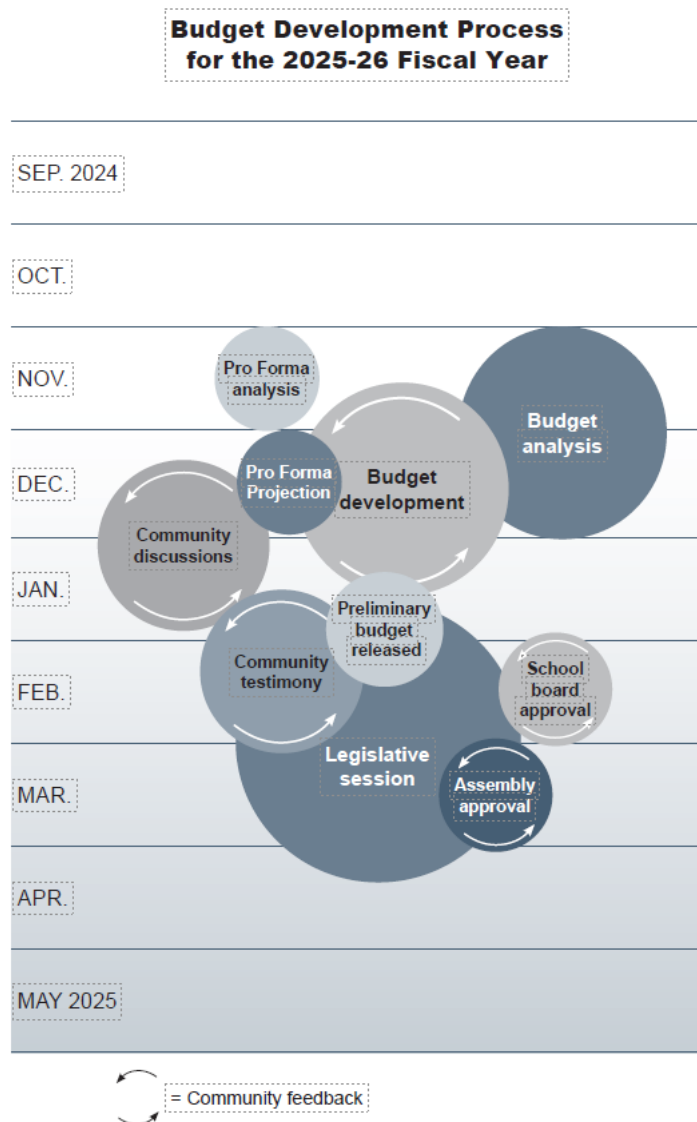 Budget Development Process
for the 2025-26 Fiscal Year
SEP. 2024
OCT.
NOV.
Pro Forma
analysis
Budget
analysis
DEC.
Pro Forma
Projection
Budget
development
Community
discussions
JAN.
Preliminary
budget
released
Community
testimony
FEB.
School
board
approval
Legislative
session
MAR.
Assembly
approval
APR.
MAY 2025
= Community feedback